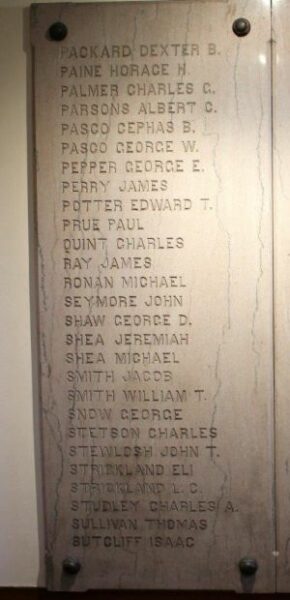 PACKARD DEXTER B.
PAINE HORACE H.
PALMER CHARLES G.
PARSONS ALBERT C.
PASCO CEPHAS B.
PASCO GEORGE W.
PEPPER GEORGE E.
PERRY JAMES
POTTER EDWARD T.
PRUE PAUL
QUINT CHARLES
RAY JAMES
RONAN MICHAEL
SEYMORE JOHN
SHAW GEORGE D.
SHEA JEREMIAH
SHEA MICHAEL
SMITH JACOB
SMITH WILLIAM T.
SNOW GEORGE
STETSON CHARLES
STEWLOSH JOHN T.
STRICKLAND ELI
STRICKLAND L. C.
STUDLEY CHARLES A.
SULLIVAN THOMAS
SUTCLIFF ISAAC